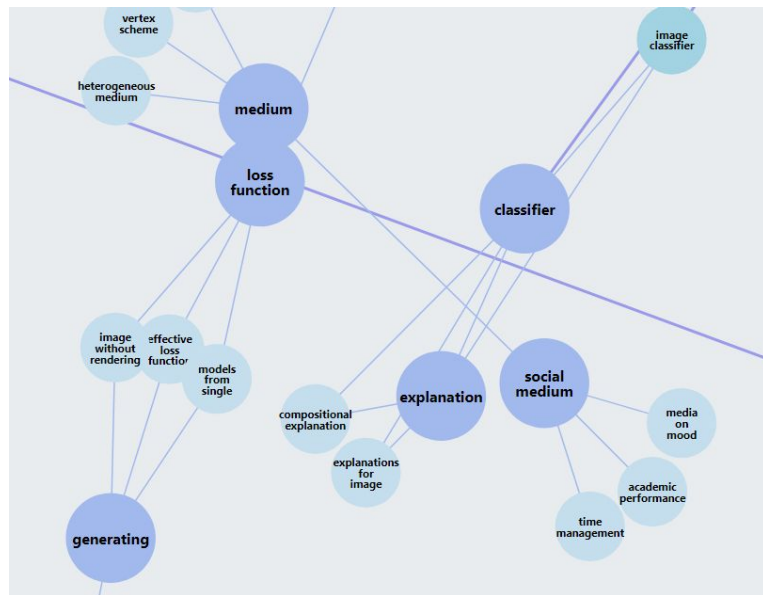 vertex
scheme
image
classifier
heterogeneous
medium
medium
loss
function
classifier
image
without
rendering
effective
loss
function
models
from
single
explanation
social
medium
compositional
explanation
media
on
mood
explanations
for
image
academic
performance
time
management
generating